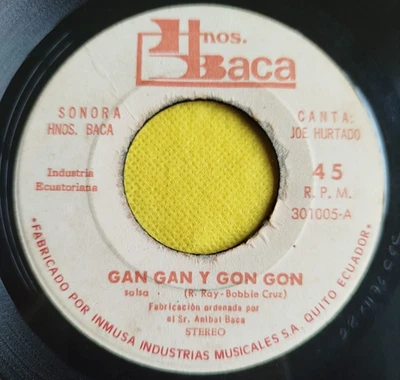 Hnos.
Baca
SONORA
HNOS. BACA
CANTA:
JOE HURTADO
Industria
Ecuatoriana
45
R.P.M.
301005-A
GAN GAN Y GON GON
salsa (R. Ray-Bobbie Cruz)
Fabricación ordenada por
el Sr. Anibal Baca
STEREO
*FABRICADO POR INMUSA INDUSTRIAS MUSICALES S.A. QUITO ECUADOR*